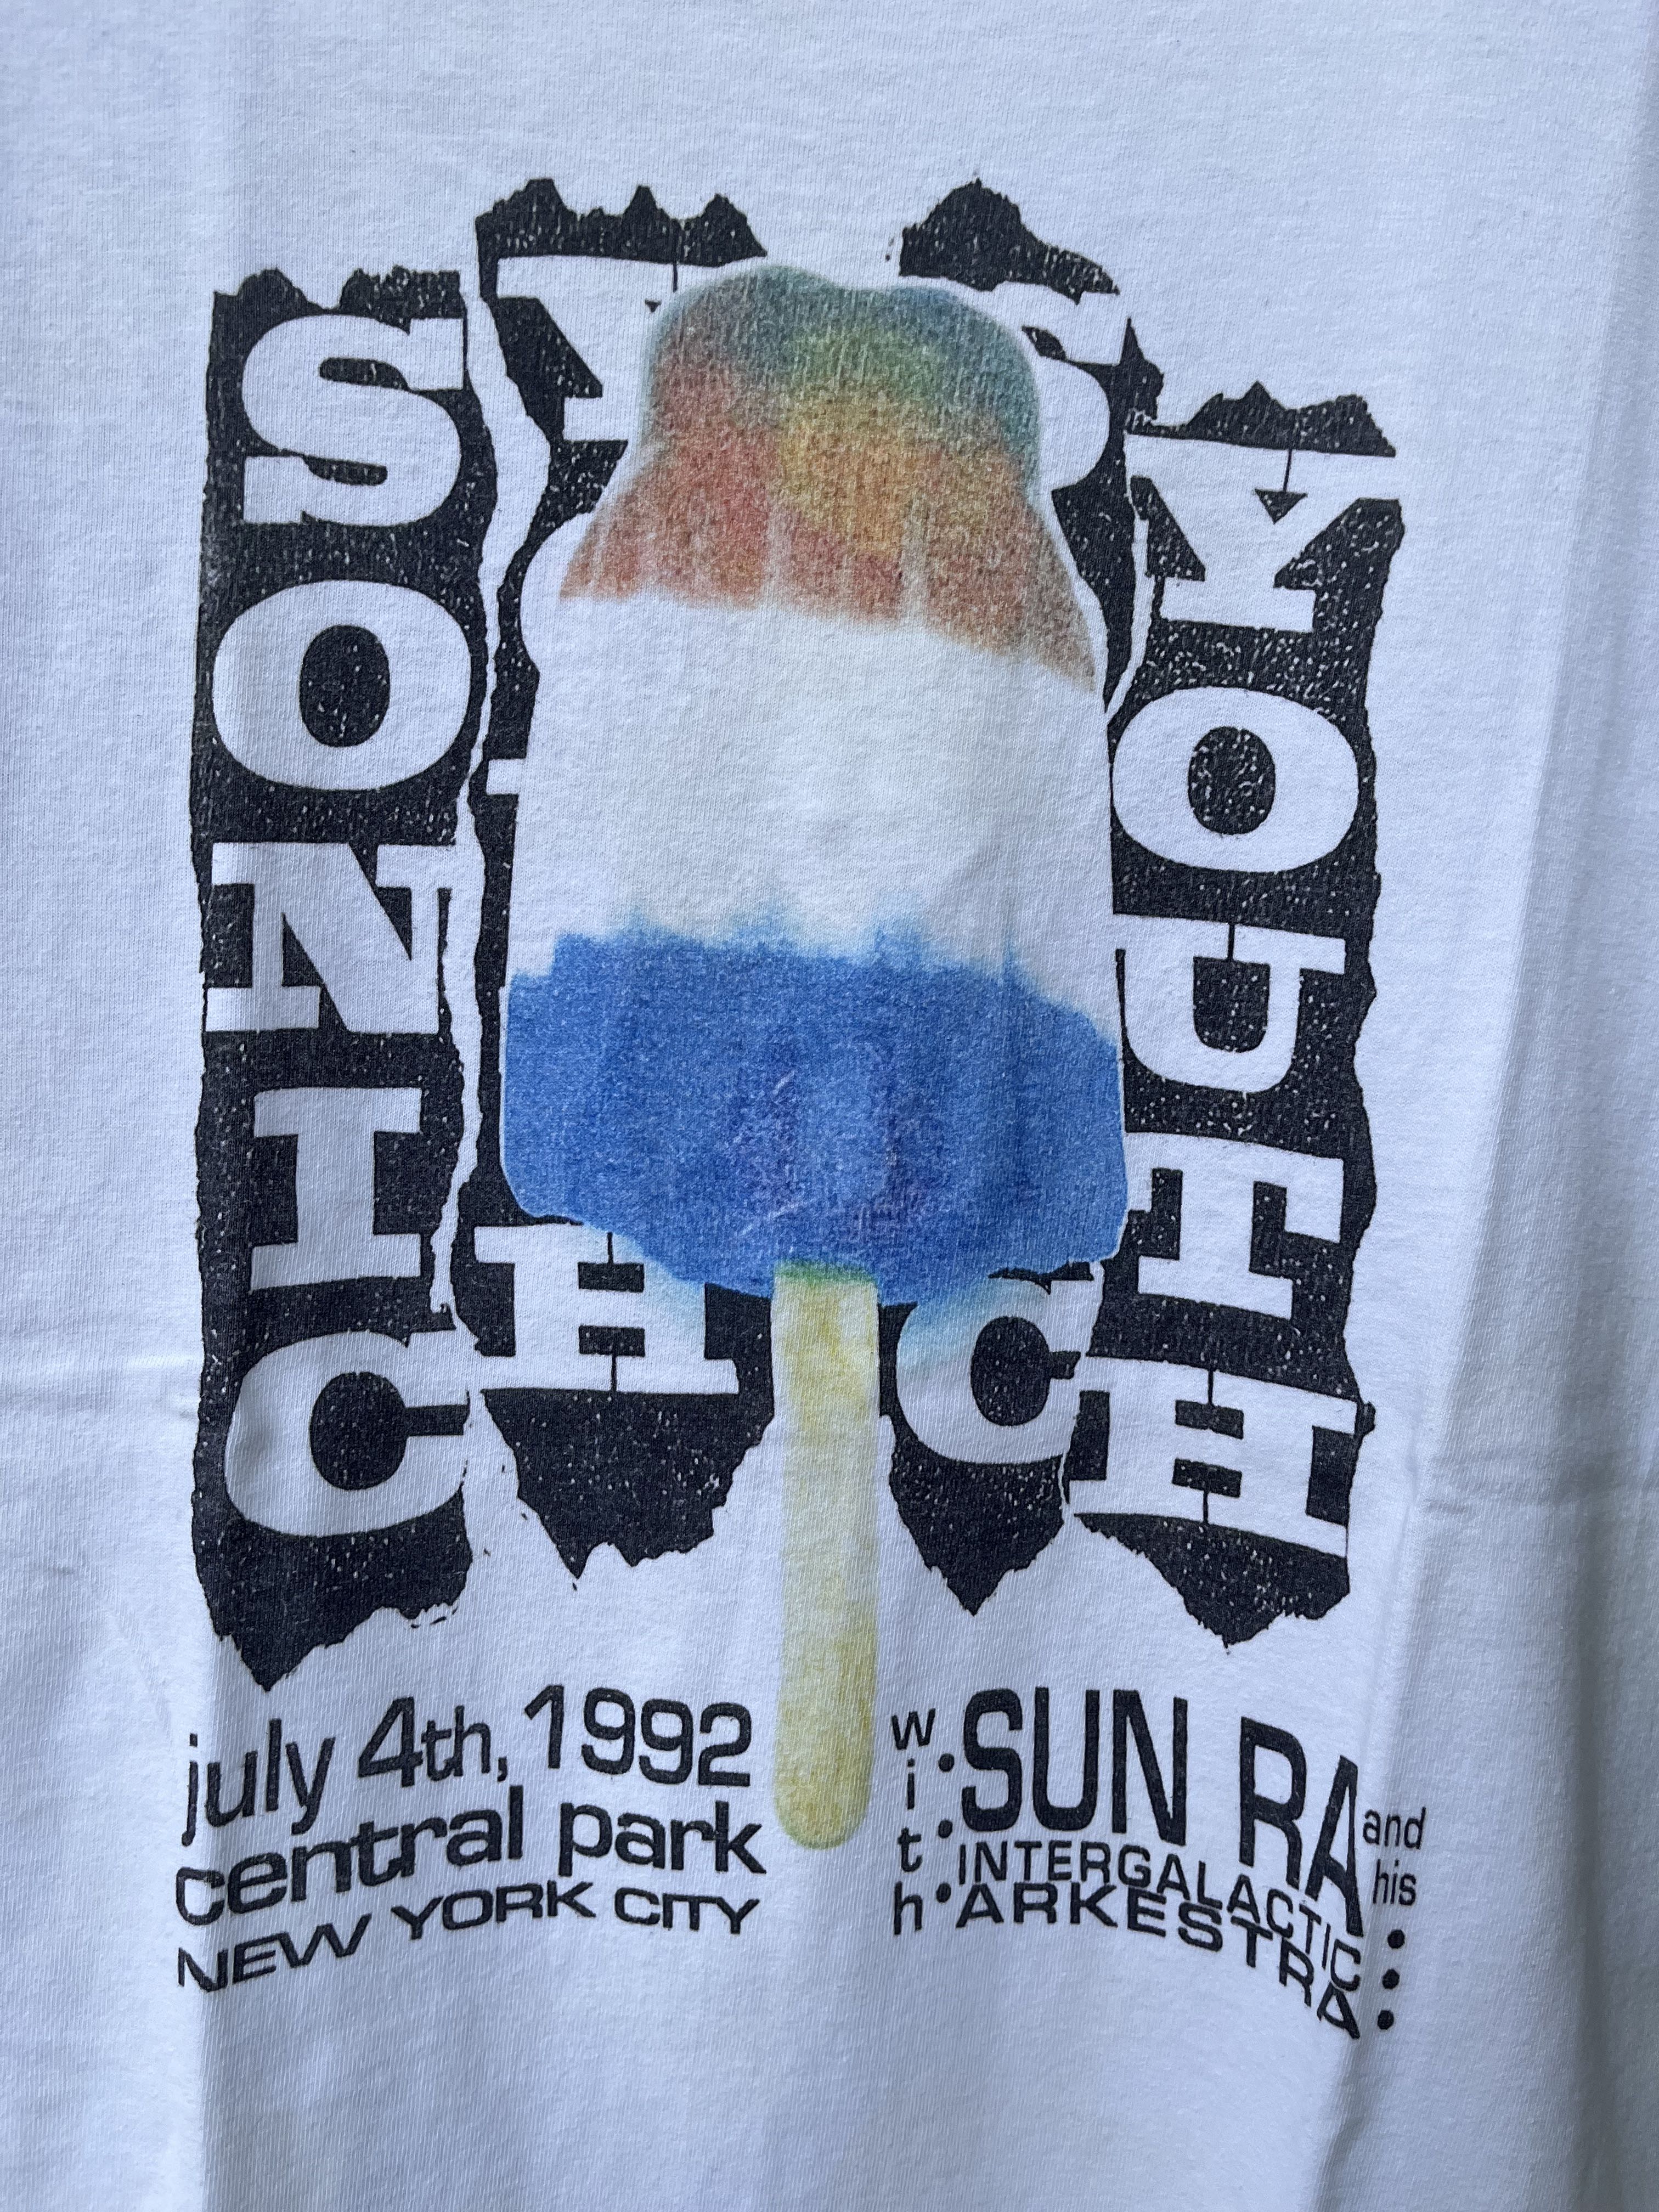 SONIC
YOUTH
july 4th, 1992
central park
NEW YORK CITY
with: SUN RA and his
INTERGALACTIC
ARKESTRA